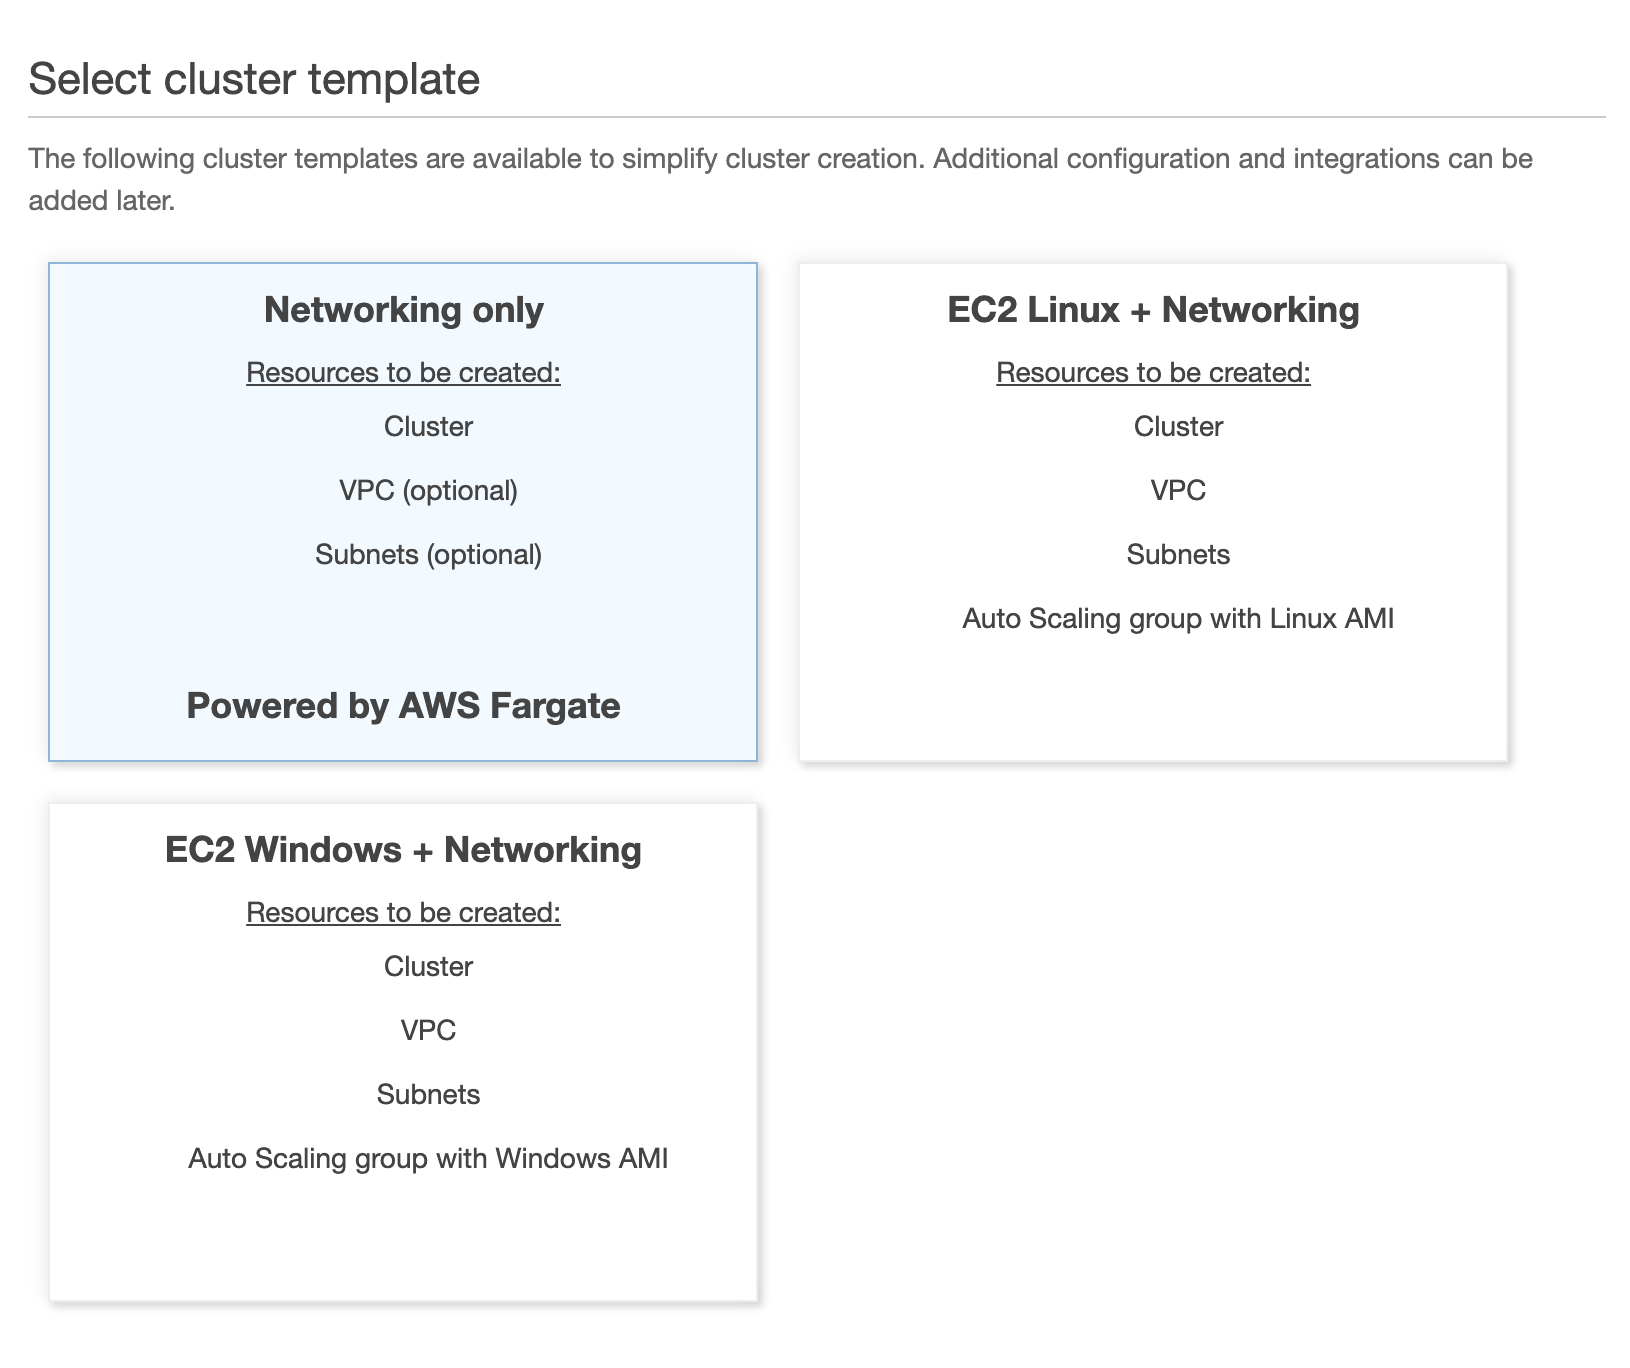 Select cluster template
The following cluster templates are available to simplify cluster creation. Additional configuration and integrations can be
added later.
Networking only
Resources to be created:
Cluster
VPC (optional)
Subnets (optional)
Powered by AWS Fargate
EC2 Linux + Networking
Resources to be created:
Cluster
VPC
Subnets
Auto Scaling group with Linux AMI
EC2 Windows + Networking
Resources to be created:
Cluster
VPC
Subnets
Auto Scaling group with Windows AMI